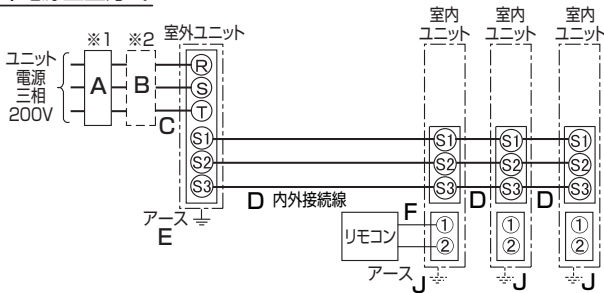 ※1
※2
室外ユニット
室内
ユニット
室内
ユニット
室内
ユニット
ユニット
電源
三相
200V
A
B
C
R
S
T
S1
S2
S3
S1
S2
S3
S1
S2
S3
S1
S2
S3
D 内外接続線
D
D
アース
E
リモコン
F
①
②
①
②
①
②
アース
J
J
J